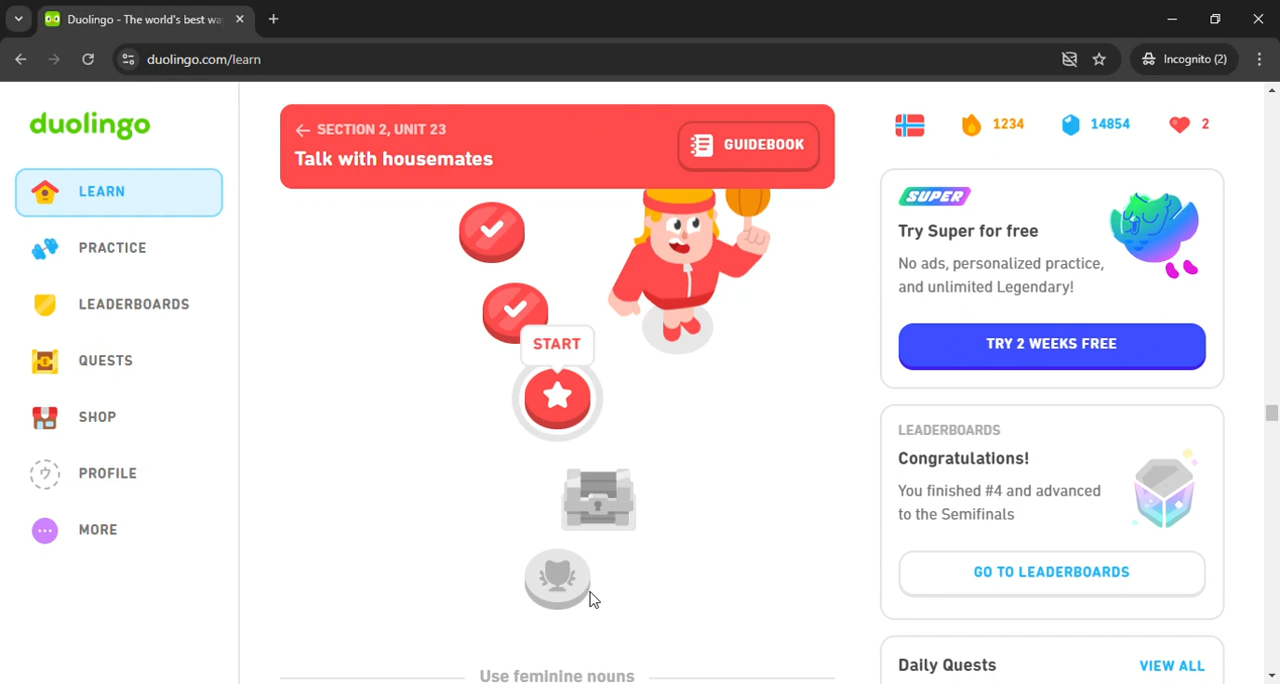 Duolingo - The world's best wa
duolingo.com/learn
Incognito (2)
duolingo
LEARN
PRACTICE
LEADERBOARDS
QUESTS
SHOP
PROFILE
MORE
SECTION 2, UNIT 23
Talk with housemates
GUIDEBOOK
START
Use feminine nouns
1234
14854
2
SUPER
Try Super for free
No ads, personalized practice,
and unlimited Legendary!
TRY 2 WEEKS FREE
LEADERBOARDS
Congratulations!
You finished #4 and advanced
to the Semifinals
GO TO LEADERBOARDS
Daily Quests
VIEW ALL